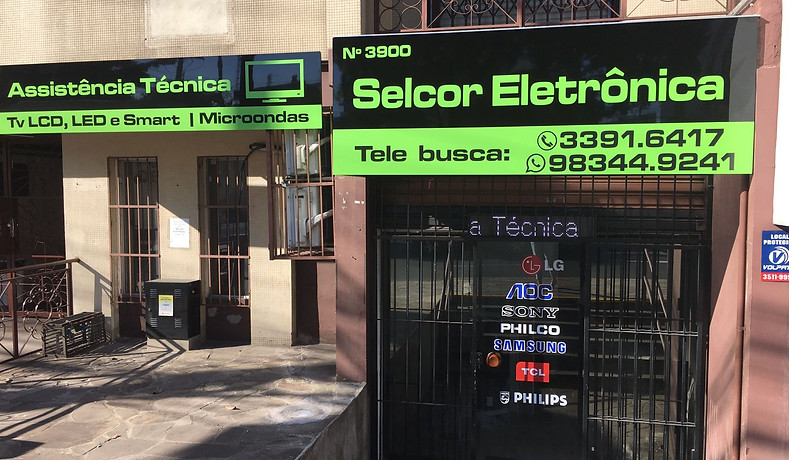 Assistência Técnica
Tv LCD, LED e Smart | Microondas
Nº 3900
Selcor Eletrônica
Tele busca: 3391.6417
98344.9241
a Técnica
LG
AOC
SONY
PHILCO
SAMSUNG
TCL
PHILIPS
LOCAL